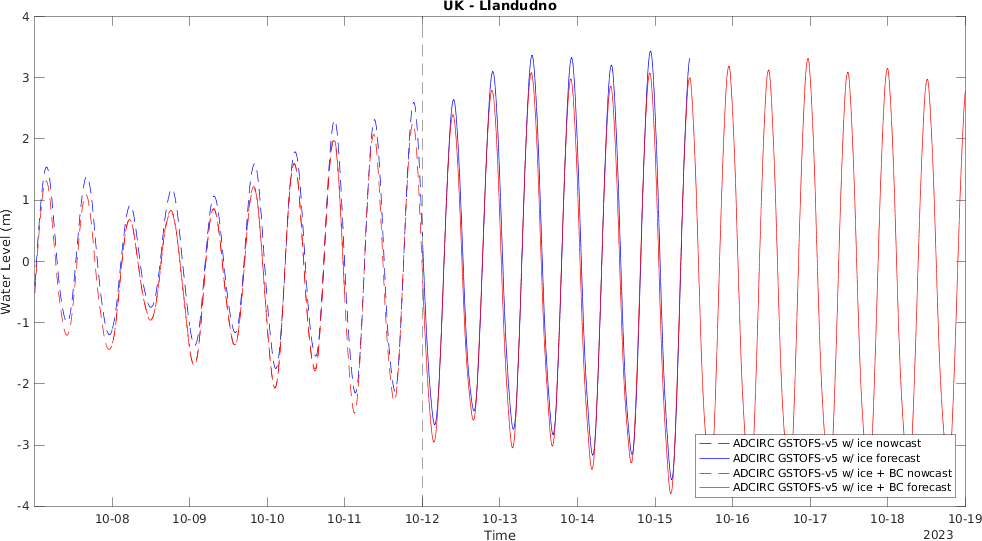 UK - Llandudno
4
3
2
1
0
-1
-2
-3
-4
Water Level (m)
10-08 10-09 10-10 10-11 10-12 10-13 10-14 10-15 10-16 10-17 10-18 10-19
Time
2023
ADCIRC GSTOFS-v5 w/ ice nowcast
ADCIRC GSTOFS-v5 w/ ice forecast
ADCIRC GSTOFS-v5 w/ ice + BC nowcast
ADCIRC GSTOFS-v5 w/ ice + BC forecast